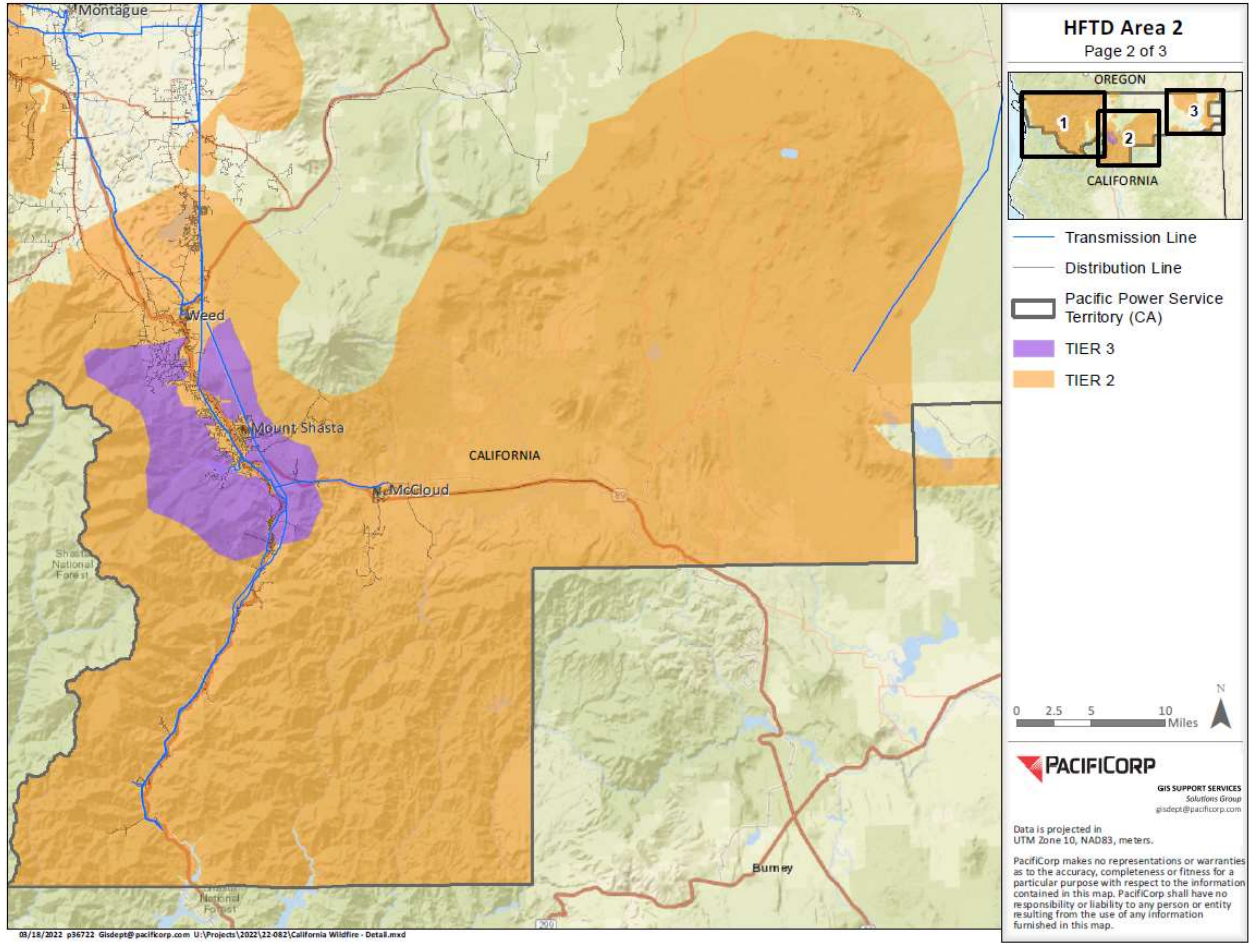 Montague
Weed
Mount Shasta
CALIFORNIA
McCloud
89
Shasta
National
Forest
Burney
Shasta
National
Forest
299
03/18/2022 p36722 Gisdept@pacificorp.com U:\Projects\2022\22-082\California Wildfire - Detail.mxd
HFTD Area 2
Page 2 of 3
OREGON
1
2
3
CALIFORNIA
Transmission Line
Distribution Line
Pacific Power Service
Territory (CA)
TIER 3
TIER 2
N
0 2.5 5 10
Miles
PACIFICORP
GIS SUPPORT SERVICES
Solutions Group
gisdept@pacificorp.com
Data is projected in
UTM Zone 10, NAD83, meters.
PacifiCorp makes no representations or warranties
as to the accuracy, completeness or fitness for a
particular purpose with respect to the information
contained in this map. PacifiCorp shall have no
responsibility or liability to any person or entity
resulting from the use of any information
furnished in this map.